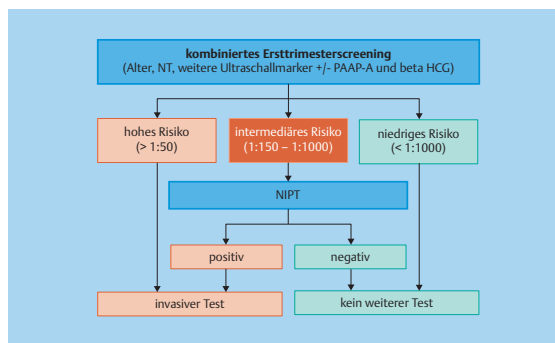 kombiniertes Ersttrimesterscreening
(Alter, NT, weitere Ultraschallmarker +/- PAAP-A und beta HCG)
hohes Risiko
(> 1:50)
intermediäres Risiko
(1:150 – 1:1000)
niedriges Risiko
(< 1:1000)
NIPT
positiv
negativ
invasiver Test
kein weiterer Test